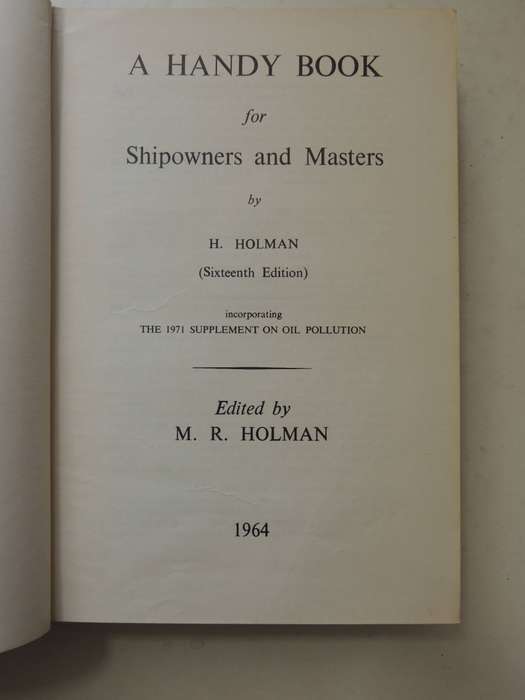 A HANDY BOOK
for
Shipowners and Masters
by
H. HOLMAN
(Sixteenth Edition)
incorporating
THE 1971 SUPPLEMENT ON OIL POLLUTION
Edited by
M. R. HOLMAN
1964